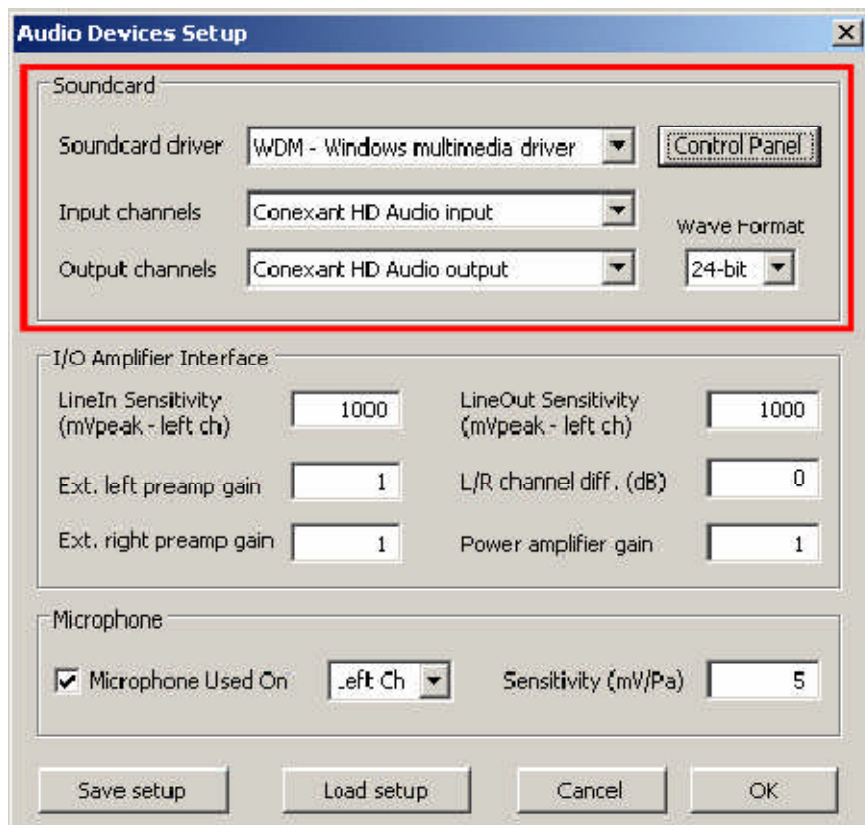 Audio Devices Setup
Soundcard
Soundcard driver WDM - Windows multimedia driver Control Panel
Input channels Conexant HD Audio input
Wave Format
Output channels Conexant HD Audio output 24-bit
I/O Amplifier Interface
LineIn Sensitivity
(mVpeak - left ch) 1000
LineOut Sensitivity
(mVpeak - left ch) 1000
Ext. left preamp gain 1
L/R channel diff. (dB) 0
Ext. right preamp gain 1
Power amplifier gain 1
Microphone
Microphone Used On Left Ch Sensitivity (mV/Pa) 5
Save setup Load setup Cancel OK